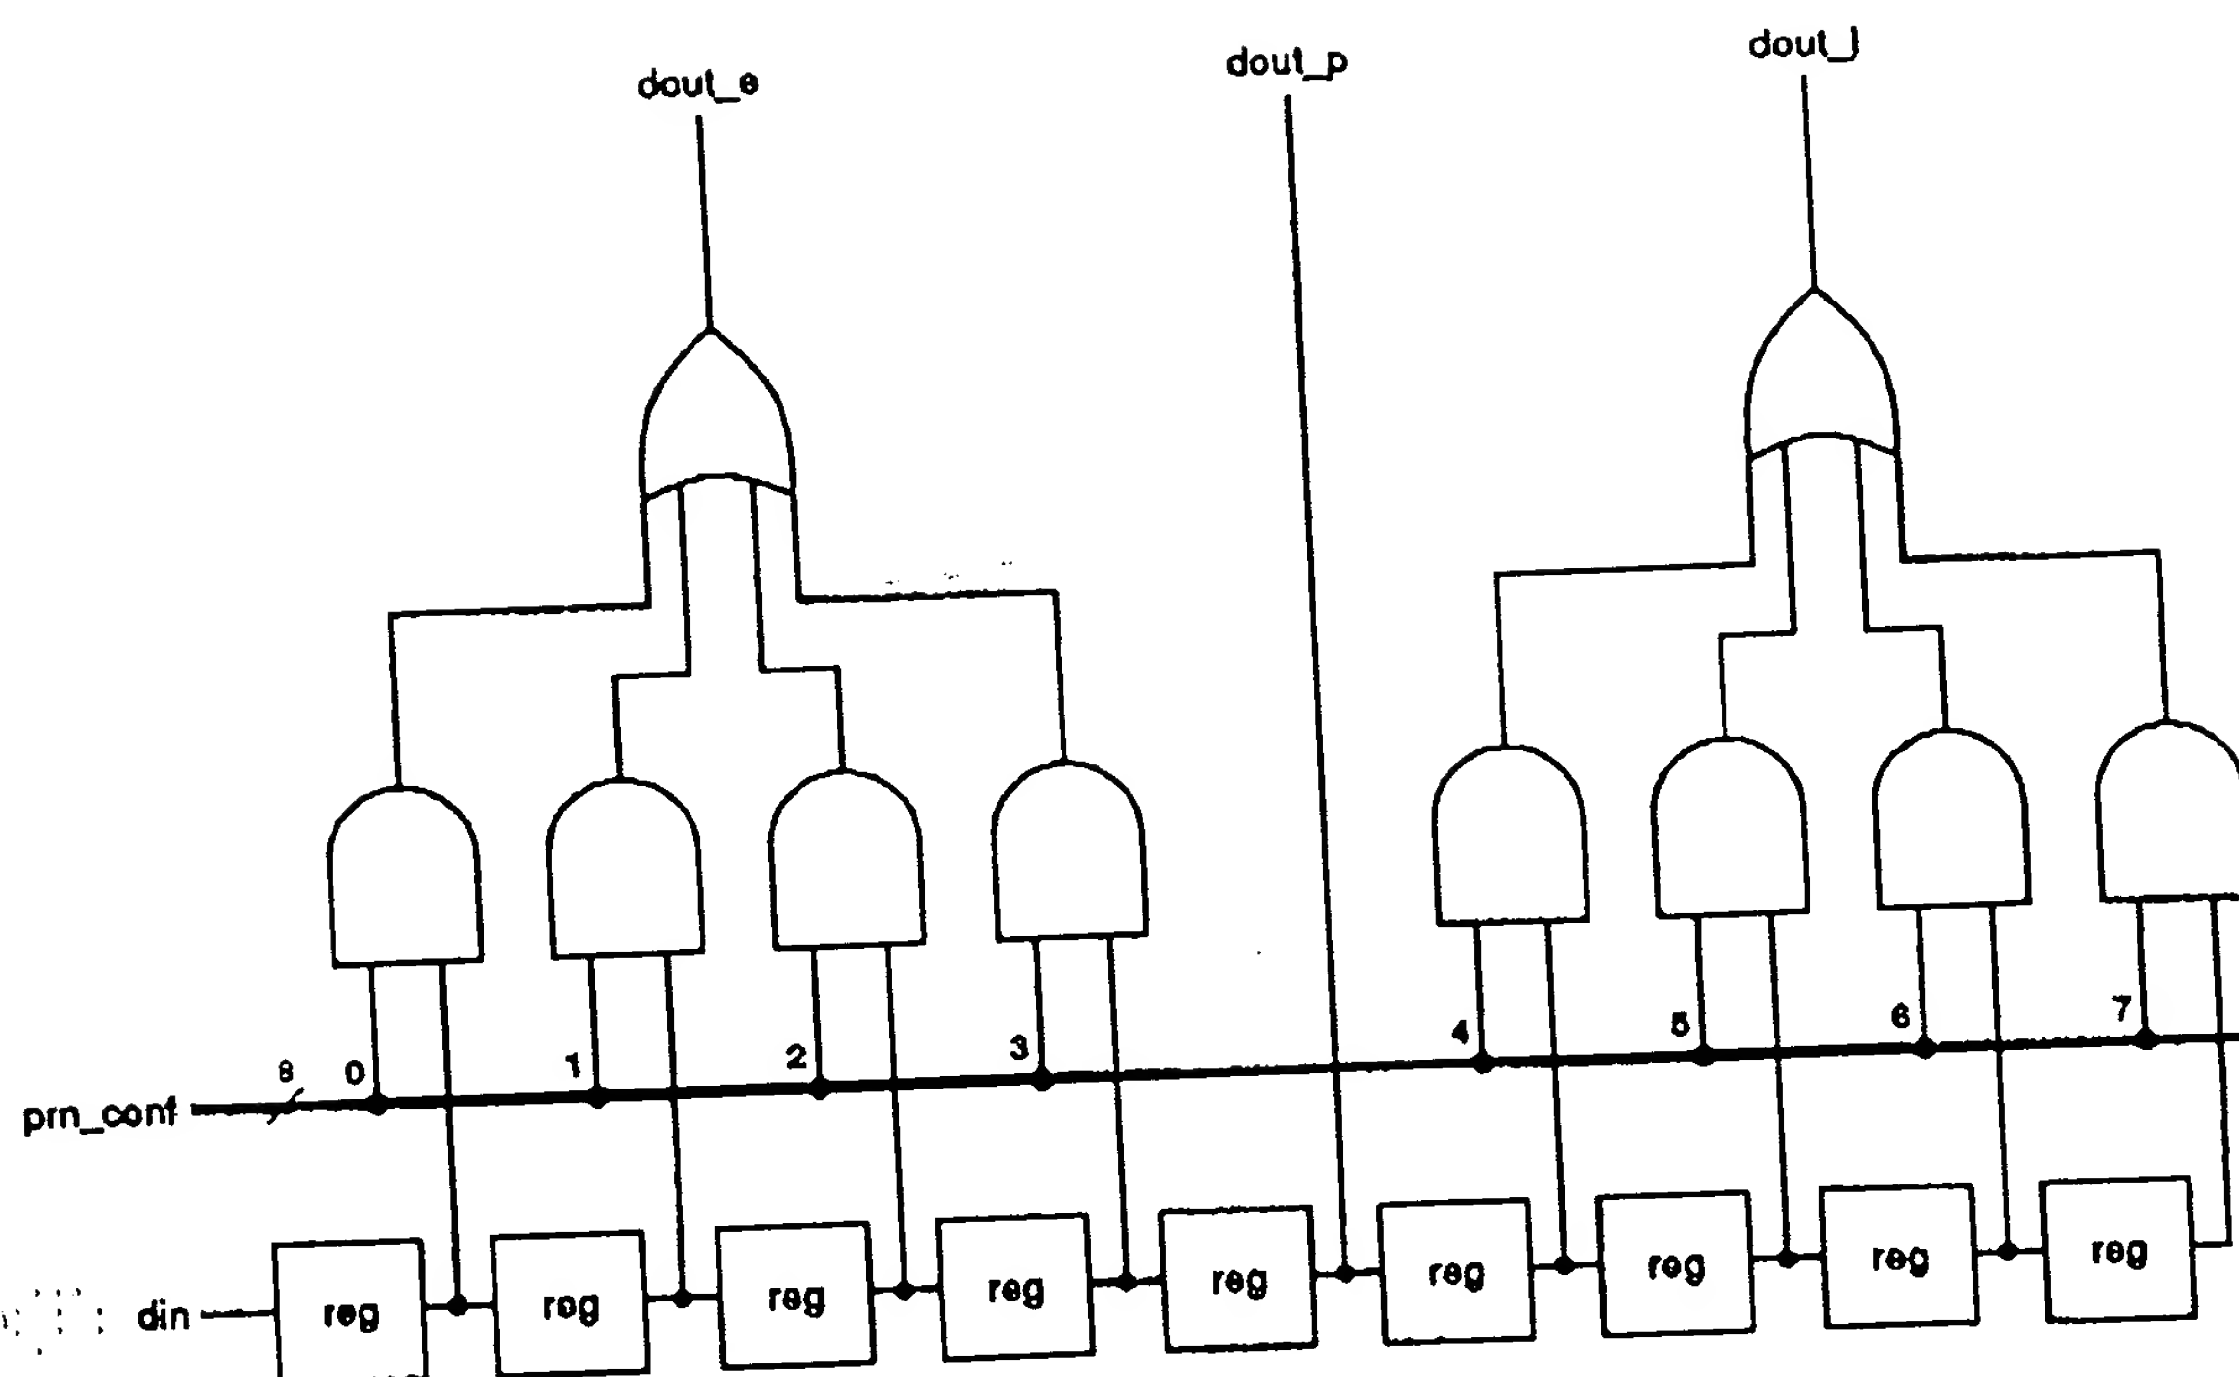 dout_e
dout_p
dout_l
8
0
1
2
3
4
5
6
7
prn_conf
din
reg
reg
reg
reg
reg
reg
reg
reg
reg